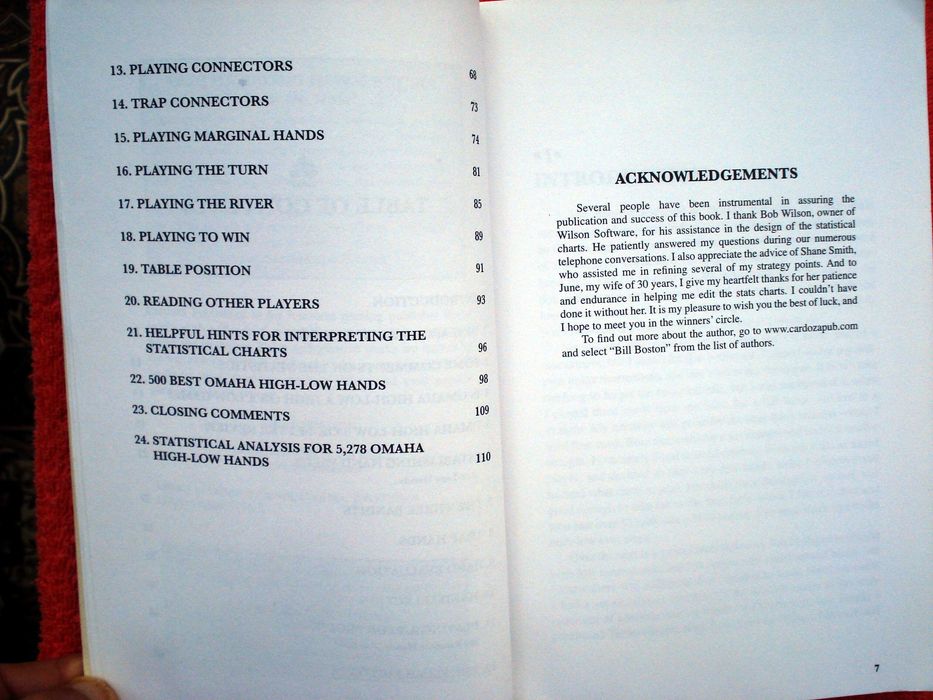 13. PLAYING CONNECTORS 68
14. TRAP CONNECTORS 73
15. PLAYING MARGINAL HANDS 74
16. PLAYING THE TURN 81
17. PLAYING THE RIVER 85
18. PLAYING TO WIN 89
19. TABLE POSITION 91
20. READING OTHER PLAYERS 93
21. HELPFUL HINTS FOR INTERPRETING THE
STATISTICAL CHARTS 96
22. 500 BEST OMAHA HIGH-LOW HANDS 98
23. CLOSING COMMENTS 109
24. STATISTICAL ANALYSIS FOR 5,278 OMAHA
HIGH-LOW HANDS 110
ACKNOWLEDGEMENTS
Several people have been instrumental in assuring the
publication and success of this book. I thank Bob Wilson, owner of
Wilson Software, for his assistance in the design of the statistical
charts. He patiently answered my questions during our numerous
telephone conversations. I also appreciate the advice of Shane Smith,
who assisted me in refining several of my strategy points. And to
June, my wife of 30 years, I give my heartfelt thanks for her patience
and endurance in helping me edit the stats charts. I couldn't have
done it without her. It is my pleasure to wish you the best of luck, and
I hope to meet you in the winners' circle.
To find out more about the author, go to www.cardozapub.com
and select "Bill Boston" from the list of authors.
7